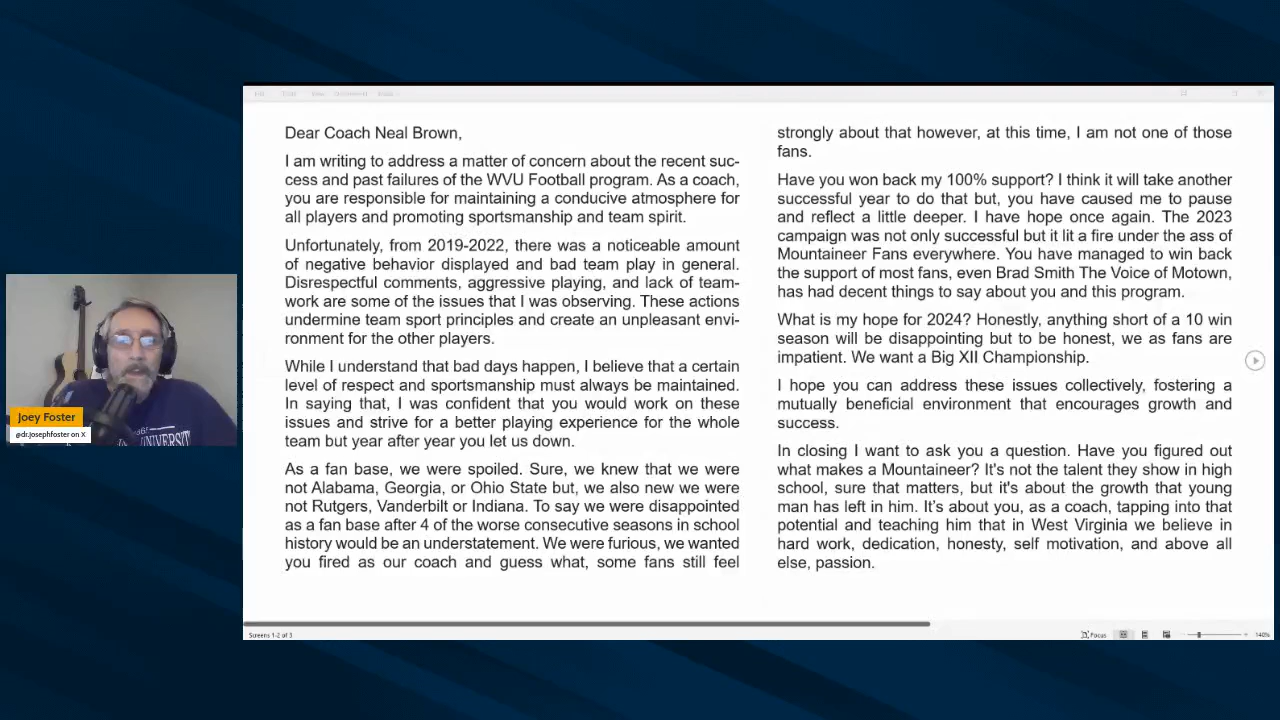 Dear Coach Neal Brown,
I am writing to address a matter of concern about the recent suc-
cess and past failures of the WVU Football program. As a coach,
you are responsible for maintaining a conducive atmosphere for
all players and promoting sportsmanship and team spirit.
Unfortunately, from 2019-2022, there was a noticeable amount
of negative behavior displayed and bad team play in general.
Disrespectful comments, aggressive playing, and lack of team-
work are some of the issues that I was observing. These actions
undermine team sport principles and create an unpleasant envi-
ronment for the other players.
While I understand that bad days happen, I believe that a certain
level of respect and sportsmanship must always be maintained.
In saying that, I was confident that you would work on these
issues and strive for a better playing experience for the whole
team but year after year you let us down.
As a fan base, we were spoiled. Sure, we knew that we were
not Alabama, Georgia, or Ohio State but, we also new we were
not Rutgers, Vanderbilt or Indiana. To say we were disappointed
as a fan base after 4 of the worse consecutive seasons in school
history would be an understatement. We were furious, we wanted
you fired as our coach and guess what, some fans still feel
strongly about that however, at this time, I am not one of those
fans.
Have you won back my 100% support? I think it will take another
successful year to do that but, you have caused me to pause
and reflect a little deeper. I have hope once again. The 2023
campaign was not only successful but it lit a fire under the ass of
Mountaineer Fans everywhere. You have managed to win back
the support of most fans, even Brad Smith The Voice of Motown,
has had decent things to say about you and this program.
What is my hope for 2024? Honestly, anything short of a 10 win
season will be disappointing but to be honest, we as fans are
impatient. We want a Big XII Championship.
I hope you can address these issues collectively, fostering a
mutually beneficial environment that encourages growth and
success.
In closing I want to ask you a question. Have you figured out
what makes a Mountaineer? It's not the talent they show in high
school, sure that matters, but it's about the growth that young
man has left in him. It's about you, as a coach, tapping into that
potential and teaching him that in West Virginia we believe in
hard work, dedication, honesty, self motivation, and above all
else, passion.
Screens 1-2 of 3
Focus
140%
Joey Foster
@dr.josephfoster on X
UNIVERSITY